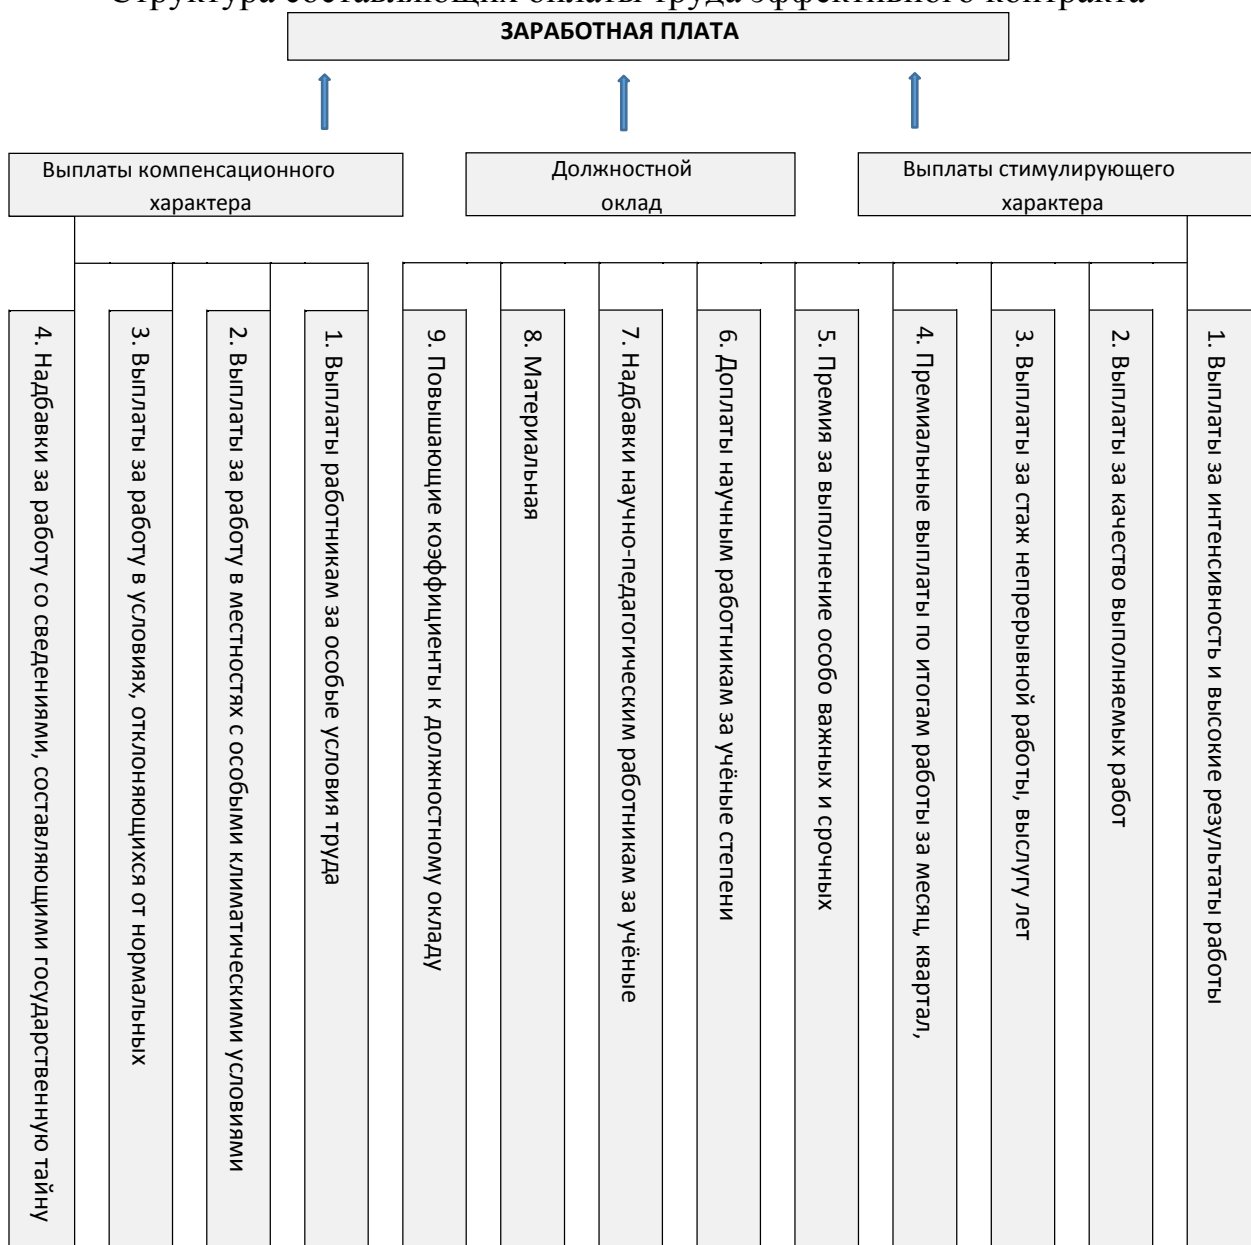 Структура составляющих оплаты труда эффективного контракта
ЗАРАБОТНАЯ ПЛАТА
Выплаты компенсационного
характера
Должностной
оклад
Выплаты стимулирующего
характера
4. Надбавки за работу со сведениями, составляющими государственную тайну
3. Выплаты за работу в условиях, отклоняющихся от нормальных
2. Выплаты за работу в местностях с особыми климатическими условиями
1. Выплаты работникам за особые условия труда
9. Повышающие коэффициенты к должностному окладу
8. Материальная
7. Надбавки научно-педагогическим работникам за учёные
6. Доплаты научным работникам за учёные степени
5. Премия за выполнение особо важных и срочных
4. Премиальные выплаты по итогам работы за месяц, квартал,
3. Выплаты за стаж непрерывной работы, выслугу лет
2. Выплаты за качество выполняемых работ
1. Выплаты за интенсивность и высокие результаты работы